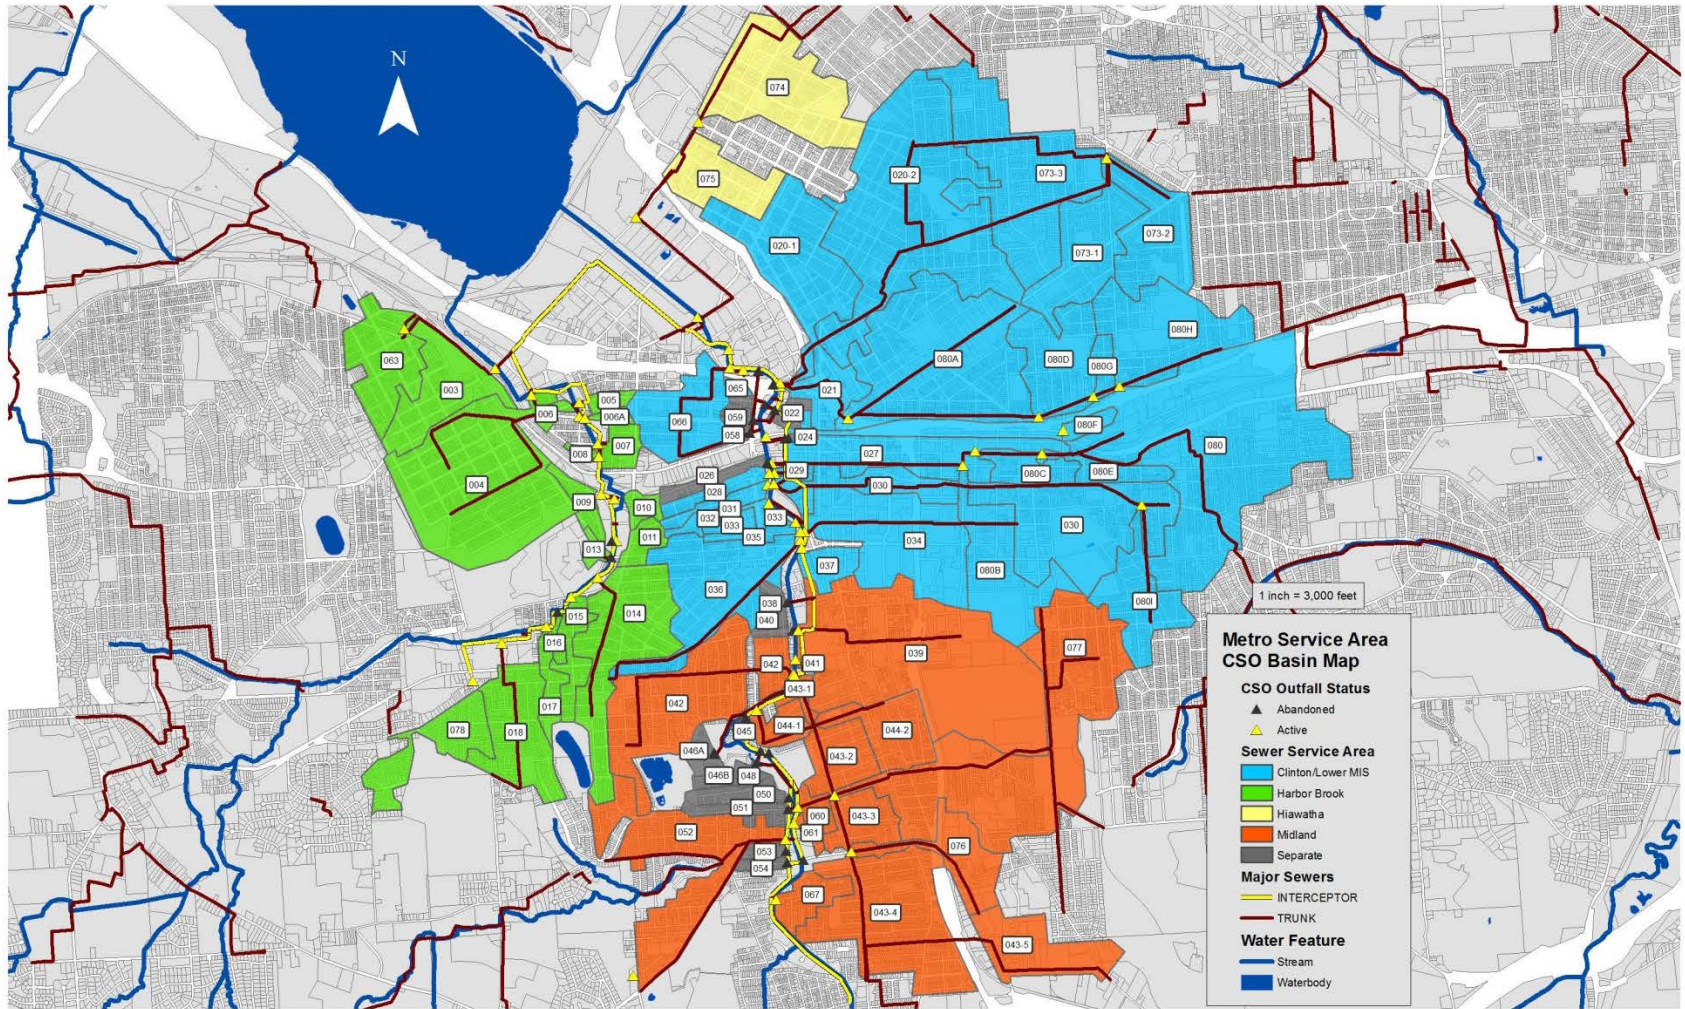 N
074
075
020-2
073-3
073-2
020-1
073-1
080H
063
003
080A
080D
080G
065
021
005
006
006A
059
022
066
058
024
080F
007
008
027
080
029
026
080C
080E
004
028
030
009
010
031
032
033
033
030
011
035
034
013
037
080B
036
038
080I
015
014
040
016
039
077
042
041
042
043-1
017
078
018
045
044-1
044-2
046A
043-2
046B
048
050
051
060
043-3
052
061
053
076
054
067
043-4
043-5
1 inch = 3,000 feet
Metro Service Area
CSO Basin Map
CSO Outfall Status
Abandoned
Active
Sewer Service Area
Clinton/Lower MIS
Harbor Brook
Hiawatha
Midland
Separate
Major Sewers
INTERCEPTOR
TRUNK
Water Feature
Stream
Waterbody